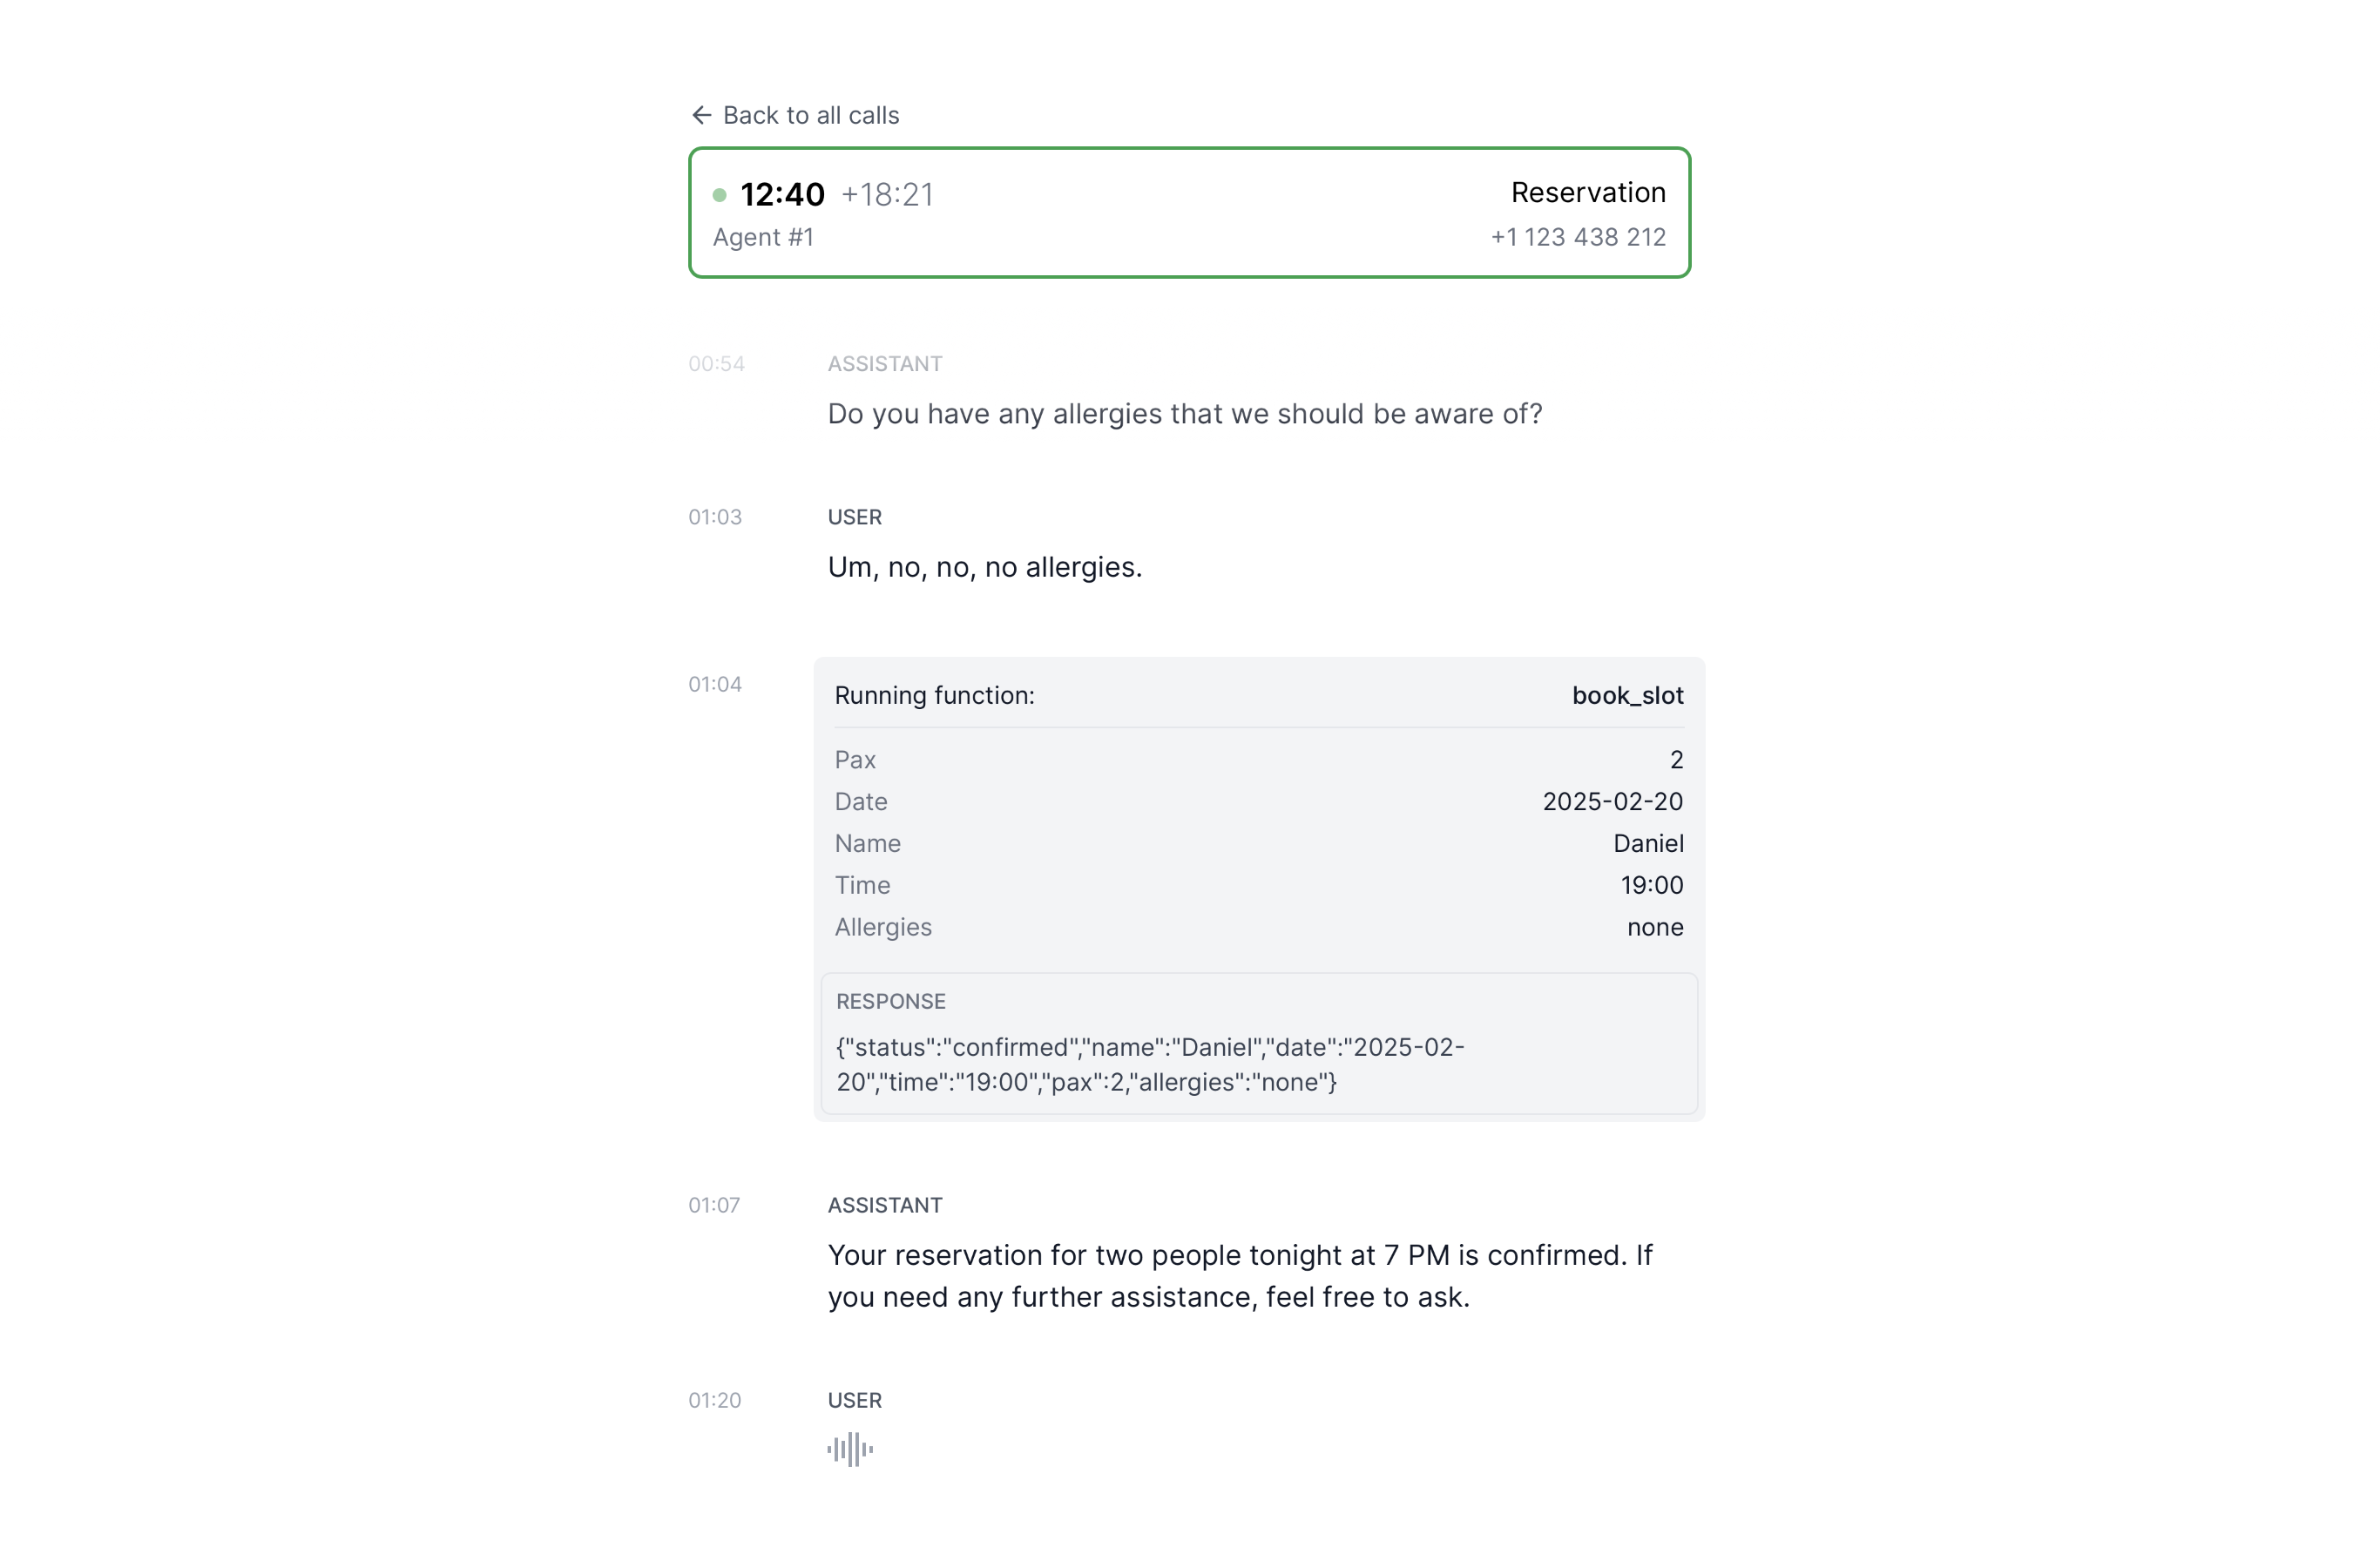 ← Back to all calls
12:40 +18:21 Reservation
Agent #1 +1 123 438 212
00:54 ASSISTANT
Do you have any allergies that we should be aware of?
01:03 USER
Um, no, no, no allergies.
01:04 Running function: book_slot
Pax 2
Date 2025-02-20
Name Daniel
Time 19:00
Allergies none
RESPONSE
{"status":"confirmed","name":"Daniel","date":"2025-02-
20","time":"19:00","pax":2,"allergies":"none"}
01:07 ASSISTANT
Your reservation for two people tonight at 7 PM is confirmed. If
you need any further assistance, feel free to ask.
01:20 USER